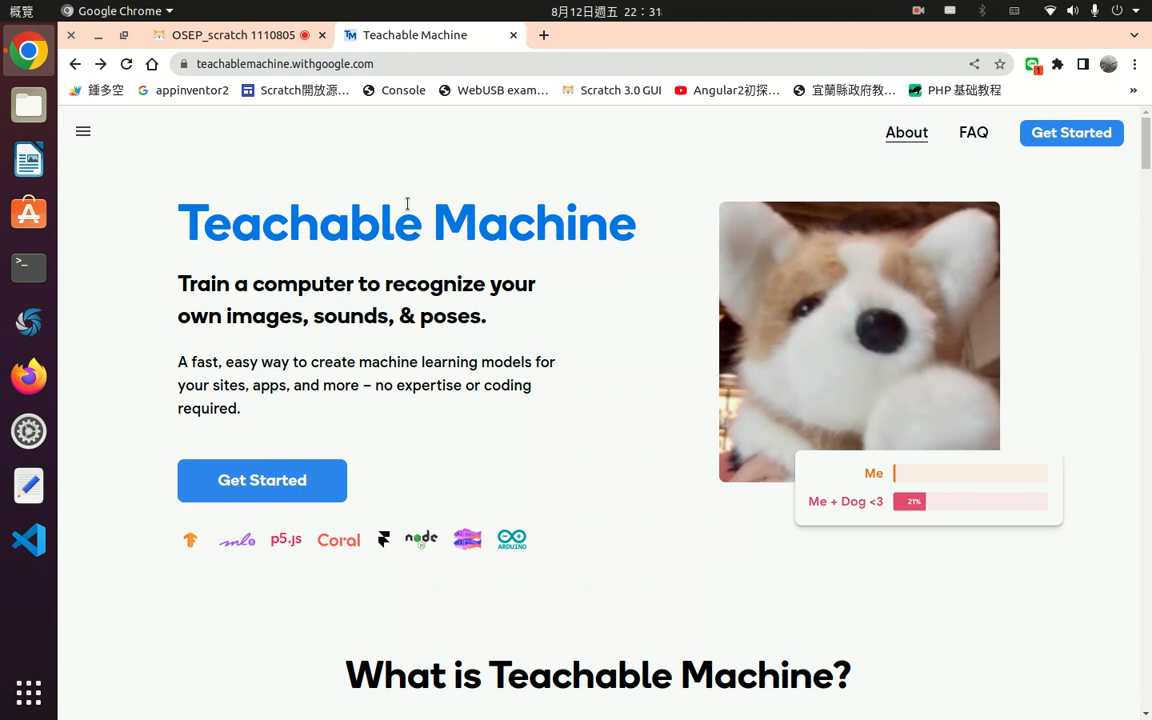 概覽 Google Chrome 8月12日週五 22：31
OSEP_scratch 1110805 Teachable Machine
teachablemachine.withgoogle.com
鍾多空 appinventor2 Scratch開放源... Console WebUSB exam... Scratch 3.0 GUI Angular2初探... 宜蘭縣政府教... PHP 基础教程 »
About FAQ Get Started
Teachable Machine
Train a computer to recognize your
own images, sounds, & poses.
A fast, easy way to create machine learning models for
your sites, apps, and more – no expertise or coding
required.
Me
Get Started
Me + Dog <3 21%
ml5 p5.js Coral node ARDUINO
What is Teachable Machine?